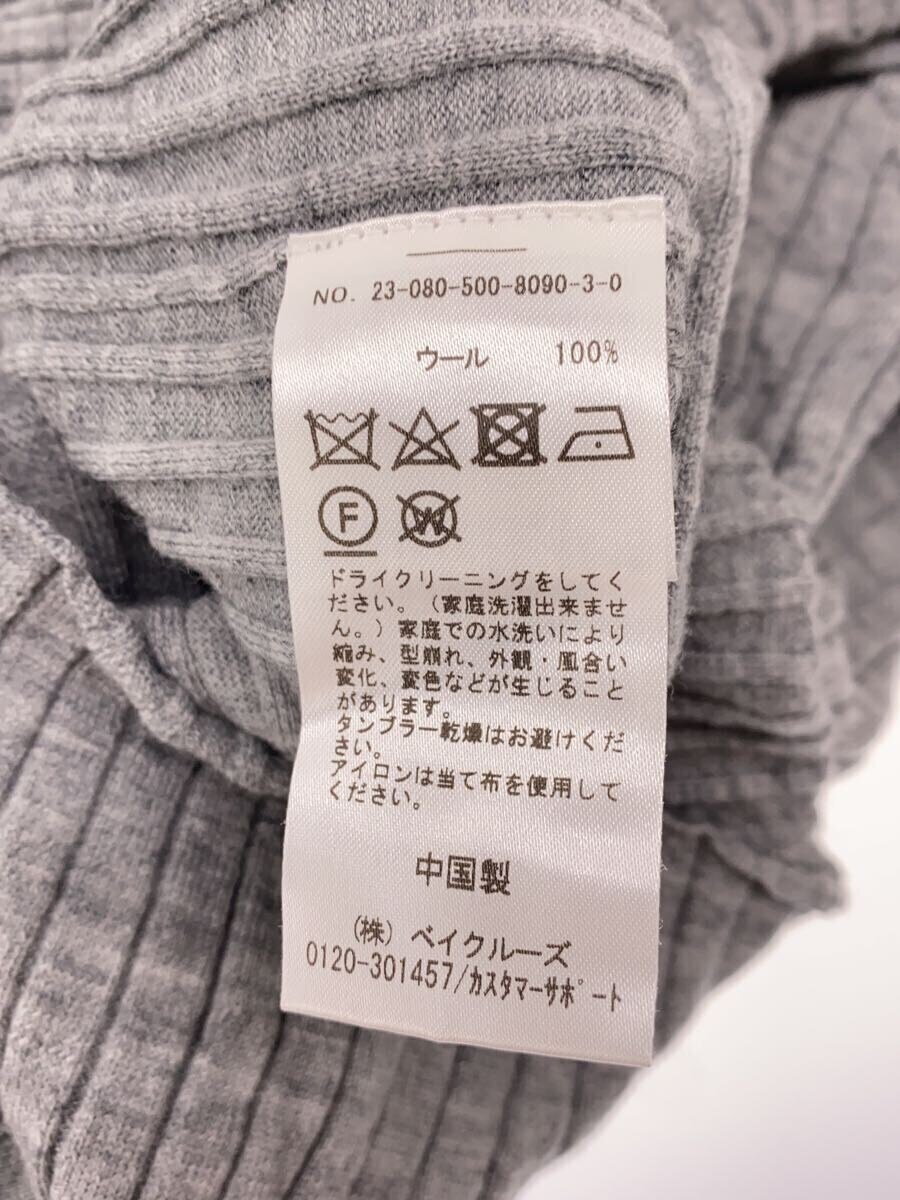 NO. 23-080-500-8090-3-0
ウール 100%
F W
ドライクリーニングをしてく
ださい。（家庭洗濯出来ませ
ん。）家庭での水洗いにより
縮み、型崩れ、外観・風合い
変化、変色などが生じること
があります。
タンブラー乾燥はお避けくだ
さい。
アイロンは当て布を使用して
ください。
中国製
(株) ベイクルーズ
0120-301457/カスタマーサポート